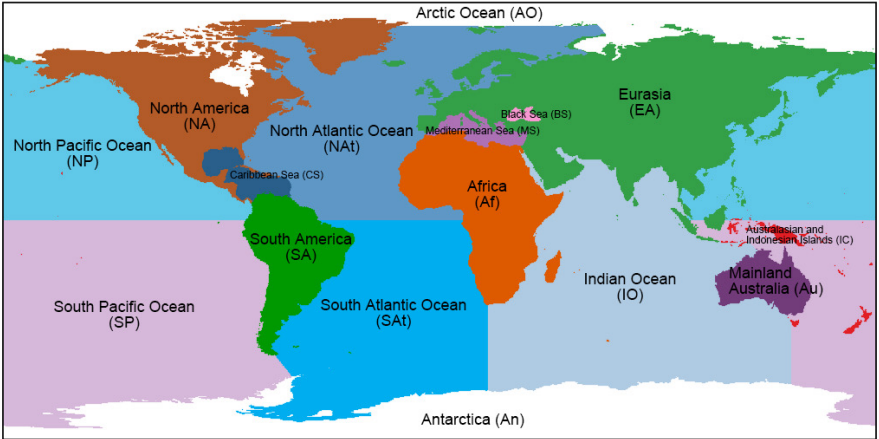 Arctic Ocean (AO)
North America
(NA)
Eurasia
(EA)
Black Sea (BS)
Mediterranean Sea (MS)
North Atlantic Ocean
(NAt)
North Pacific Ocean
(NP)
Caribbean Sea (CS)
Africa
(Af)
South America
(SA)
Australasian and
Indonesian Islands (IC)
Mainland
Australia (Au)
Indian Ocean
(IO)
South Pacific Ocean
(SP)
South Atlantic Ocean
(SAt)
Antarctica (An)